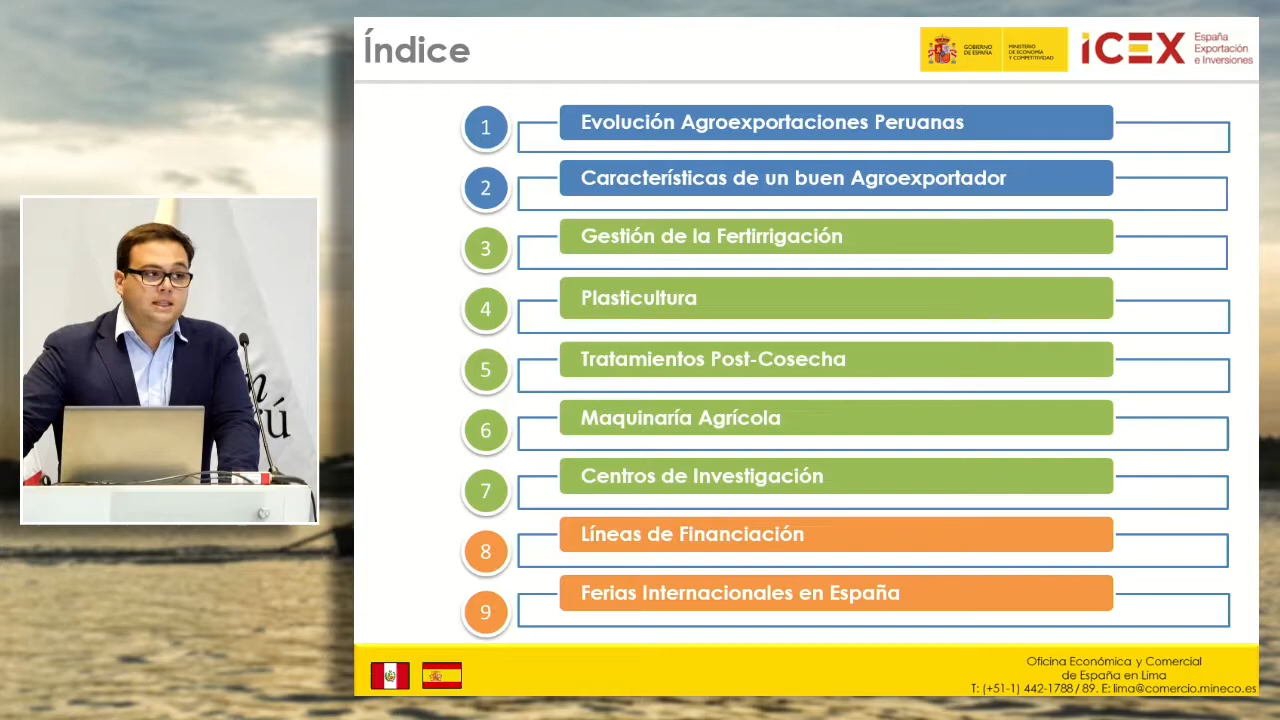 Índice
GOBIERNO
DE ESPAÑA
MINISTERIO
DE ECONOMÍA
Y COMPETITIVIDAD
ICEX
España
Exportación
e Inversiones
1
Evolución Agroexportaciones Peruanas
2
Características de un buen Agroexportador
3
Gestión de la Fertirrigación
4
Plasticultura
5
Tratamientos Post-Cosecha
6
Maquinaría Agrícola
7
Centros de Investigación
8
Líneas de Financiación
9
Ferias Internacionales en España
Oficina Económica y Comercial
de España en Lima
T: (+51-1) 442-1788 / 89. E: lima@comercio.mineco.es